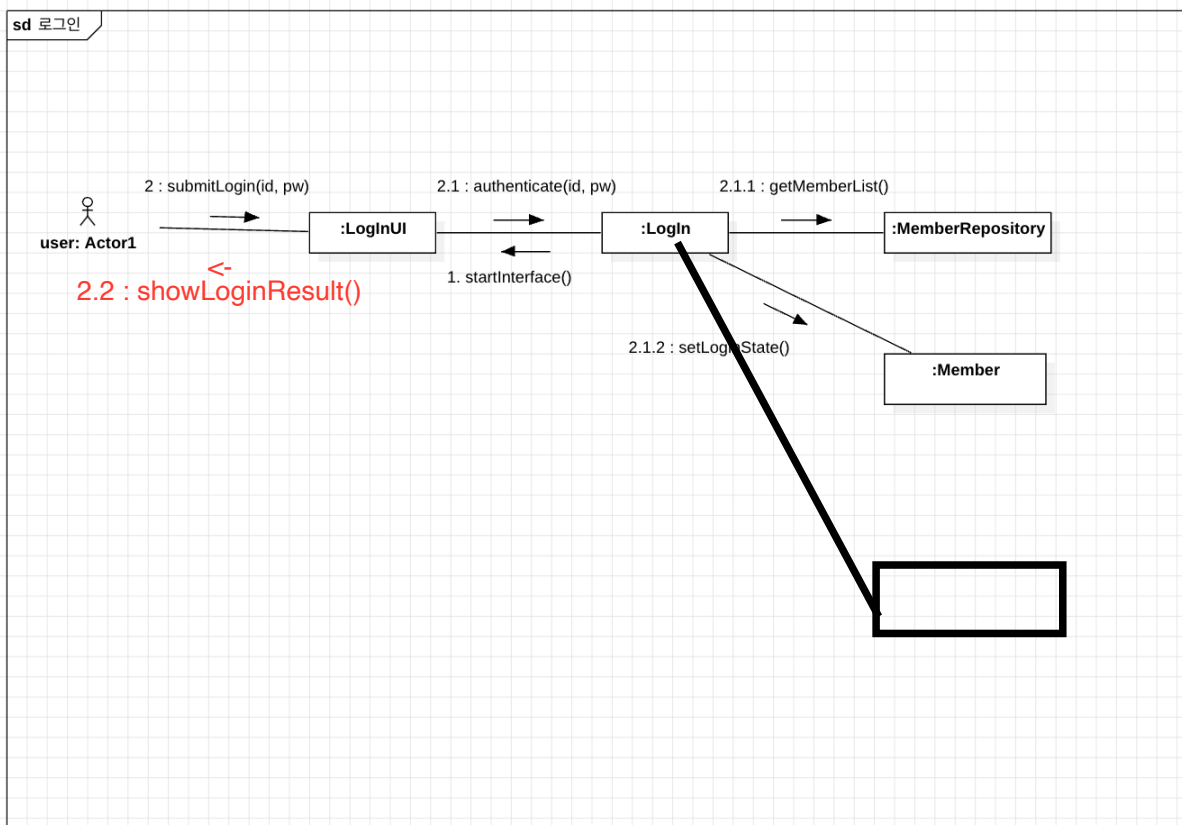 sd 로그인
2 : submitLogin(id, pw)
2.1 : authenticate(id, pw)
2.1.1 : getMemberList()
:LogInUI
:LogIn
:MemberRepository
user: Actor1
<-
2.2 : showLoginResult()
1. startInterface()
2.1.2 : setLoginState()
:Member